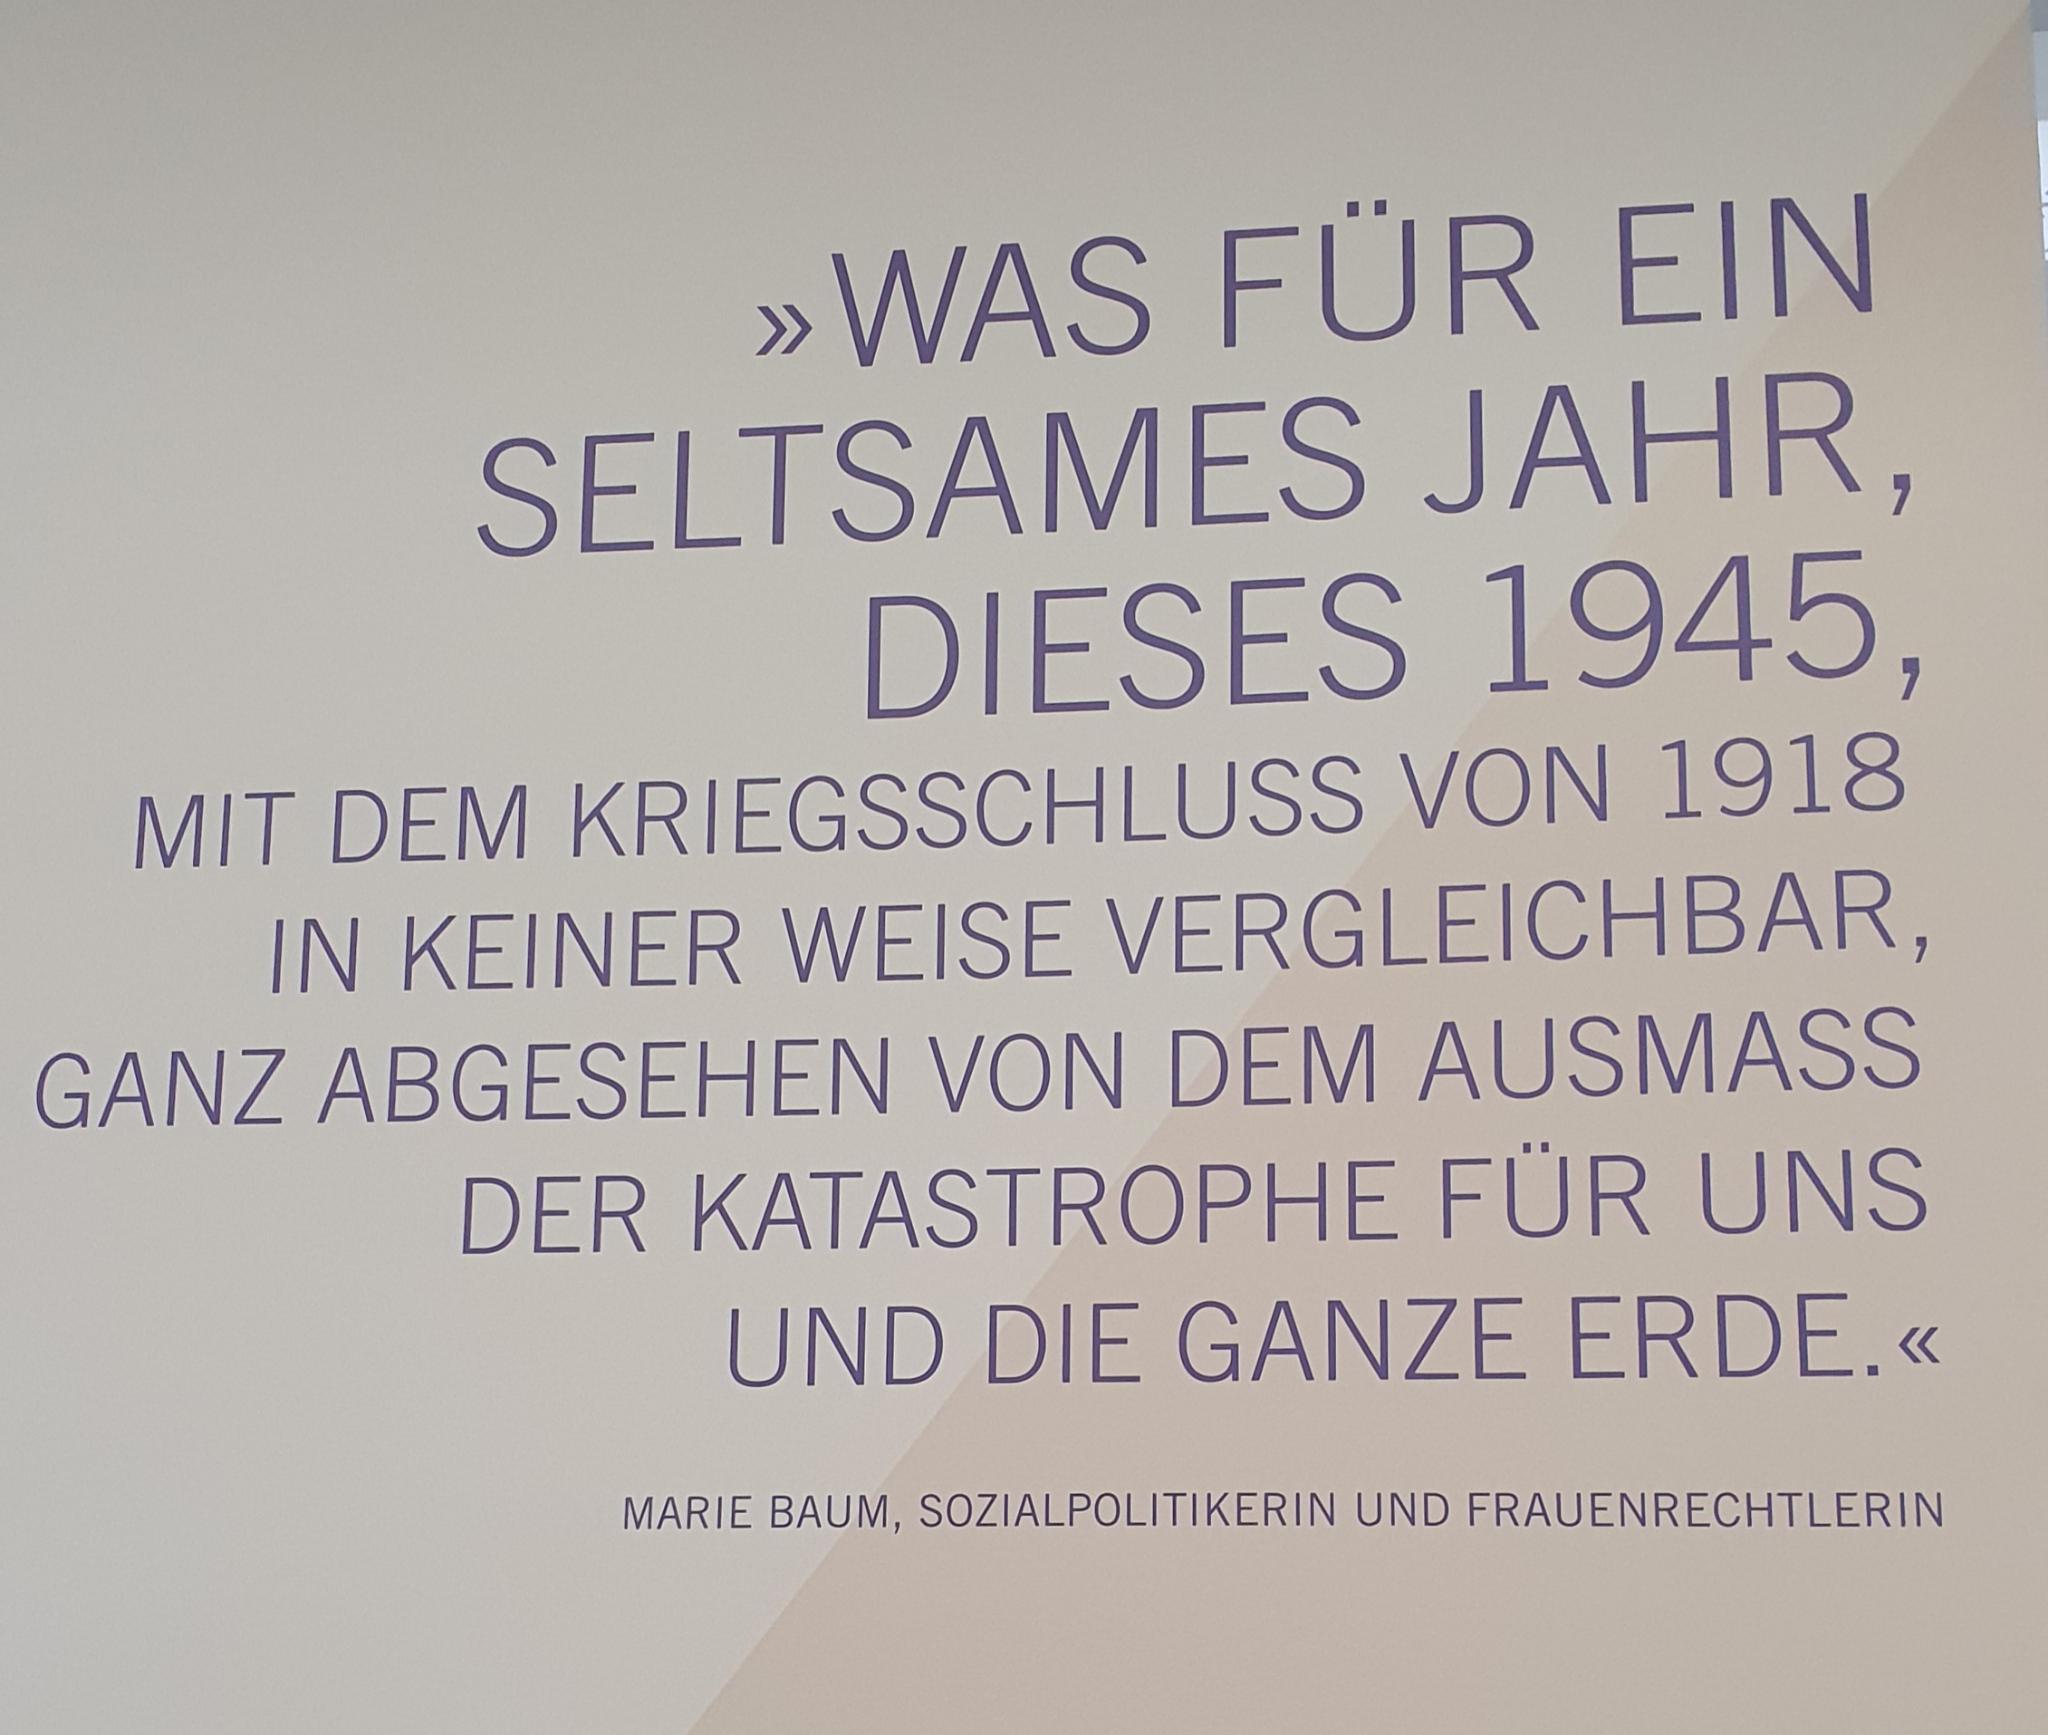 »WAS FÜR EIN
SELTSAMES JAHR,
DIESES 1945,
MIT DEM KRIEGSSCHLUSS VON 1918
IN KEINER WEISE VERGLEICHBAR,
GANZ ABGESEHEN VON DEM AUSMASS
DER KATASTROPHE FÜR UNS
UND DIE GANZE ERDE.«
MARIE BAUM, SOZIALPOLITIKERIN UND FRAUENRECHTLERIN